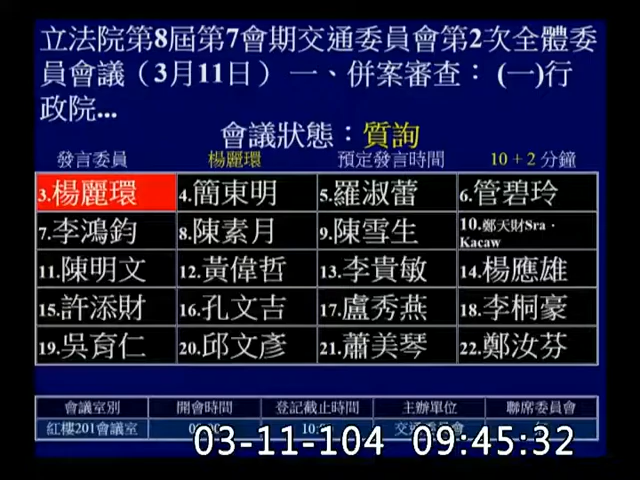 立法院第8屆第7會期交通委員會第2次全體委
員會議（3月11日） 一、併案審查： (一)行
政院...
會議狀態：質詢
發言委員 楊麗環 預定發言時間 10 + 2 分鐘
3.楊麗環 4.簡東明 5.羅淑蕾 6.管碧玲
7.李鴻鈞 8.陳素月 9.陳雪生 10.鄭天財Sra．
Kacaw
11.陳明文 12.黃偉哲 13.李貴敏 14.楊應雄
15.許添財 16.孔文吉 17.盧秀燕 18.李桐豪
19.吳育仁 20.邱文彥 21.蕭美琴 22.鄭汝芬
會議室別 開會時間 登記截止時間 主辦單位 聯席委員會
紅樓201會議室 交通委員會
03-11-104 09:45:32